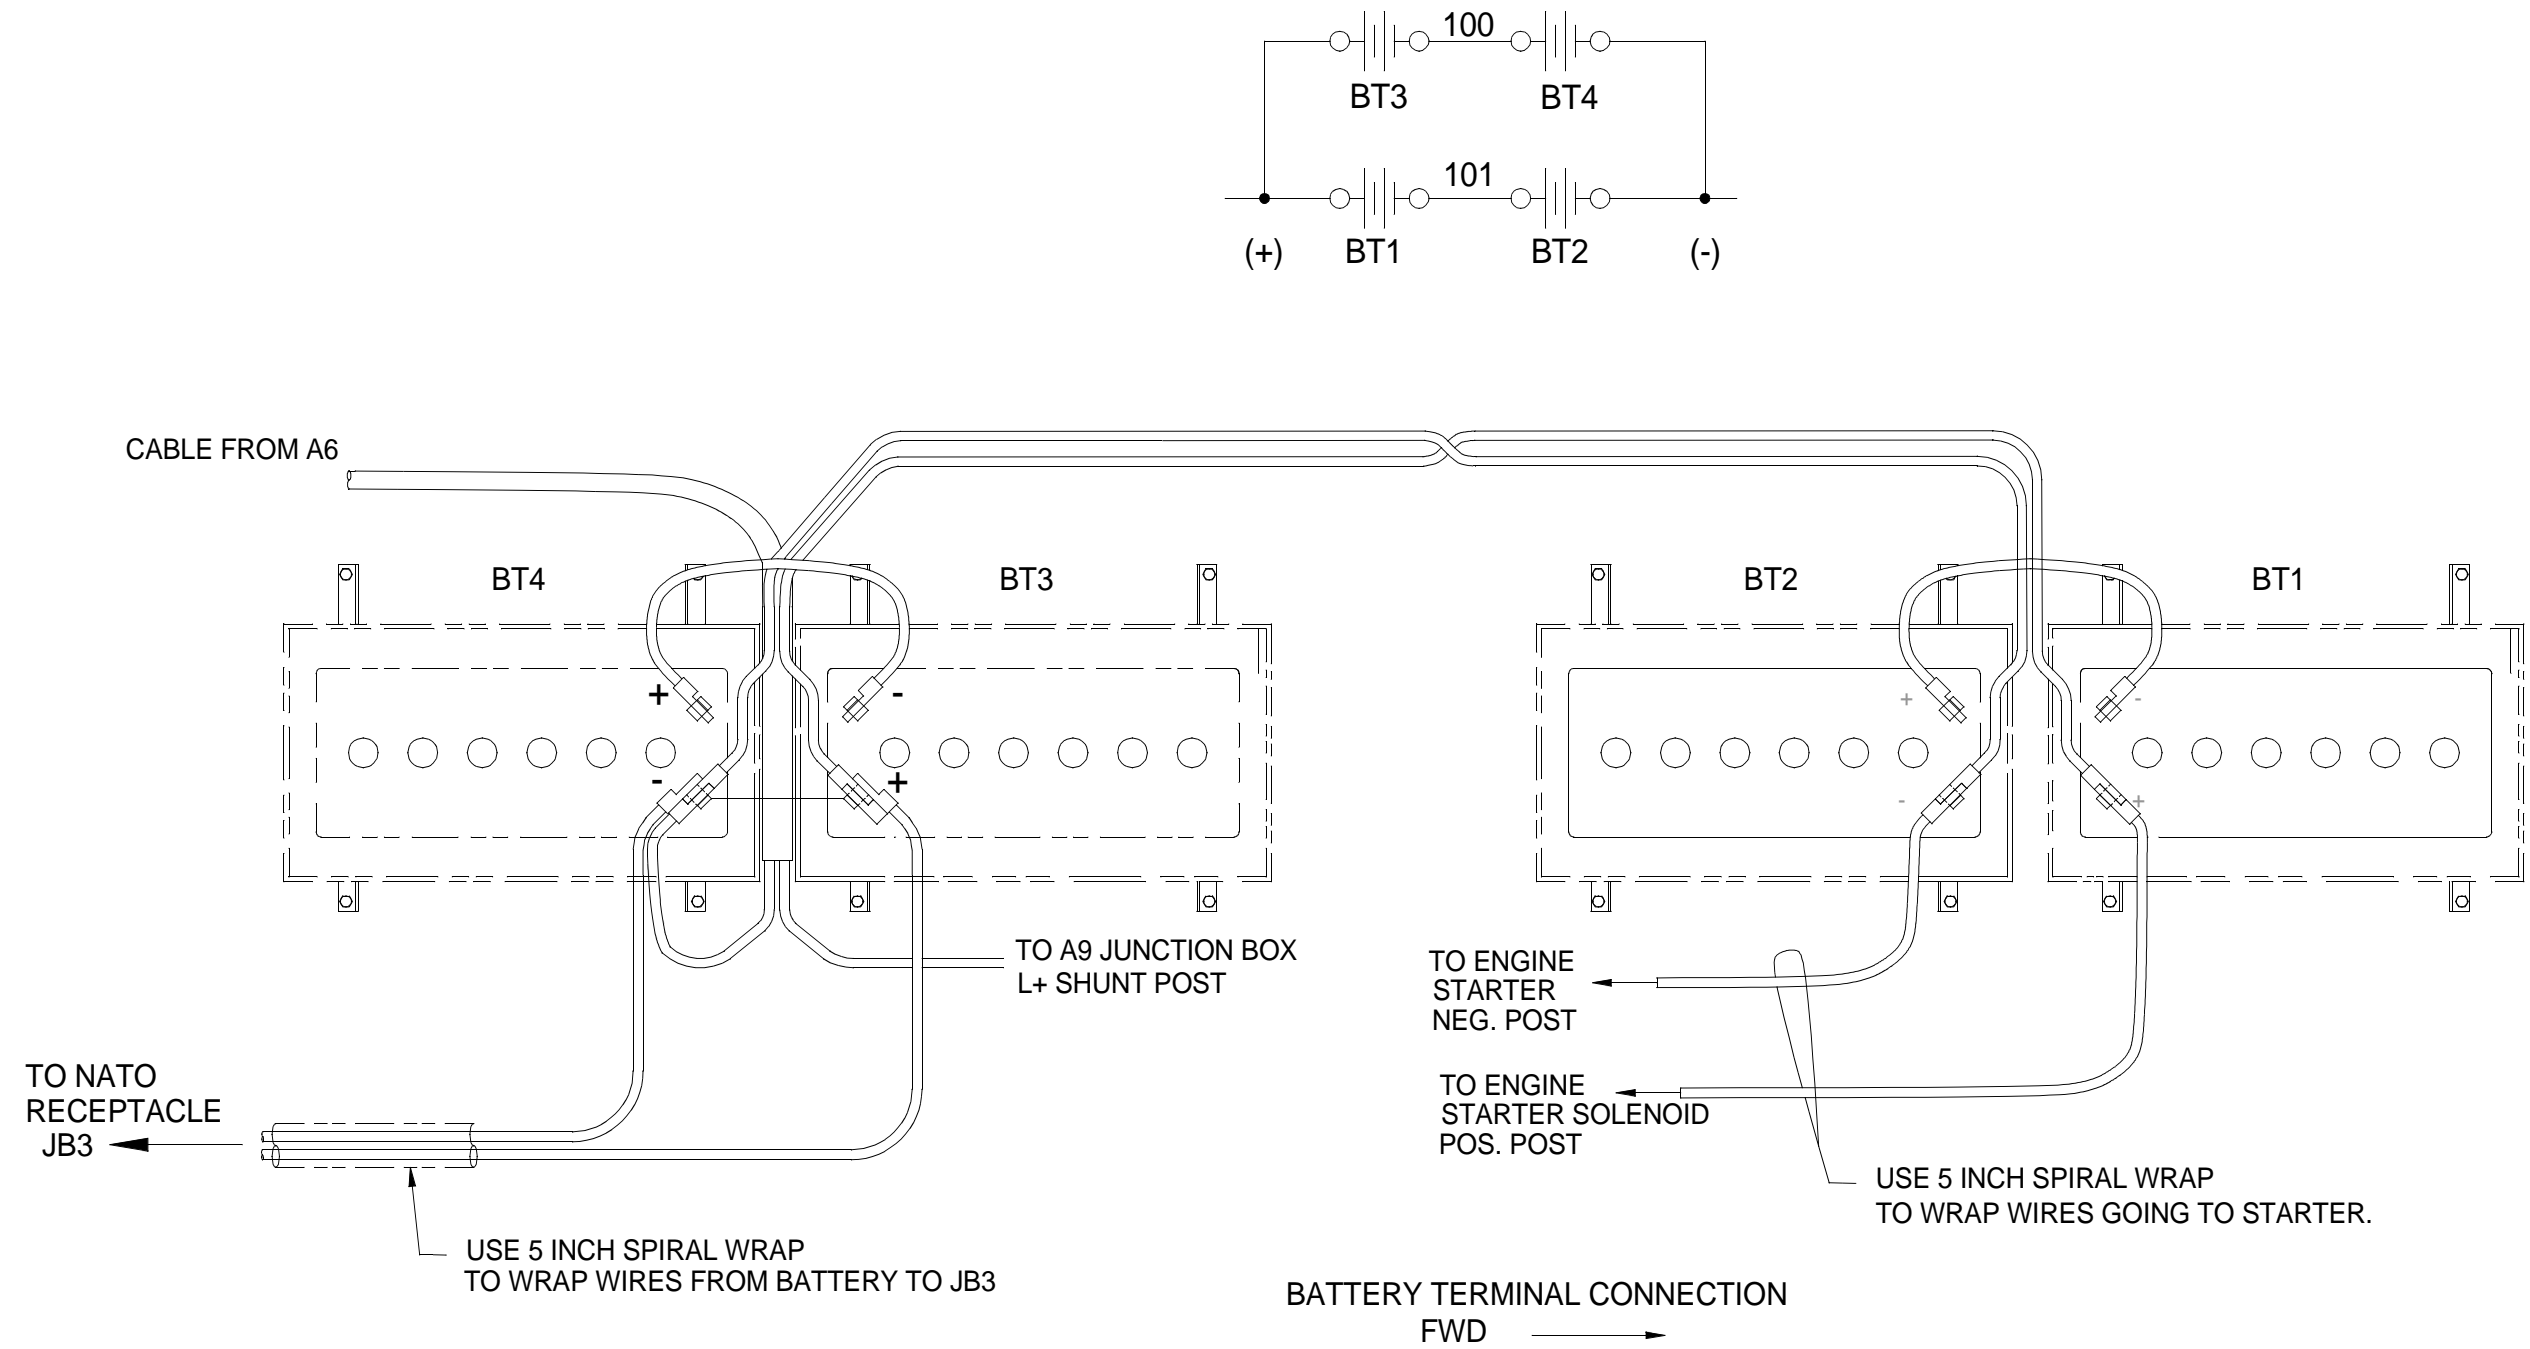 100
BT3 BT4
101
(+) BT1 BT2 (-)
CABLE FROM A6
BT4 BT3 BT2 BT1
+ - + -
- + - +
TO A9 JUNCTION BOX
L+ SHUNT POST
TO ENGINE
STARTER
NEG. POST
TO NATO
RECEPTACLE
JB3
TO ENGINE
STARTER SOLENOID
POS. POST
USE 5 INCH SPIRAL WRAP
TO WRAP WIRES GOING TO STARTER.
USE 5 INCH SPIRAL WRAP
TO WRAP WIRES FROM BATTERY TO JB3
BATTERY TERMINAL CONNECTION
FWD